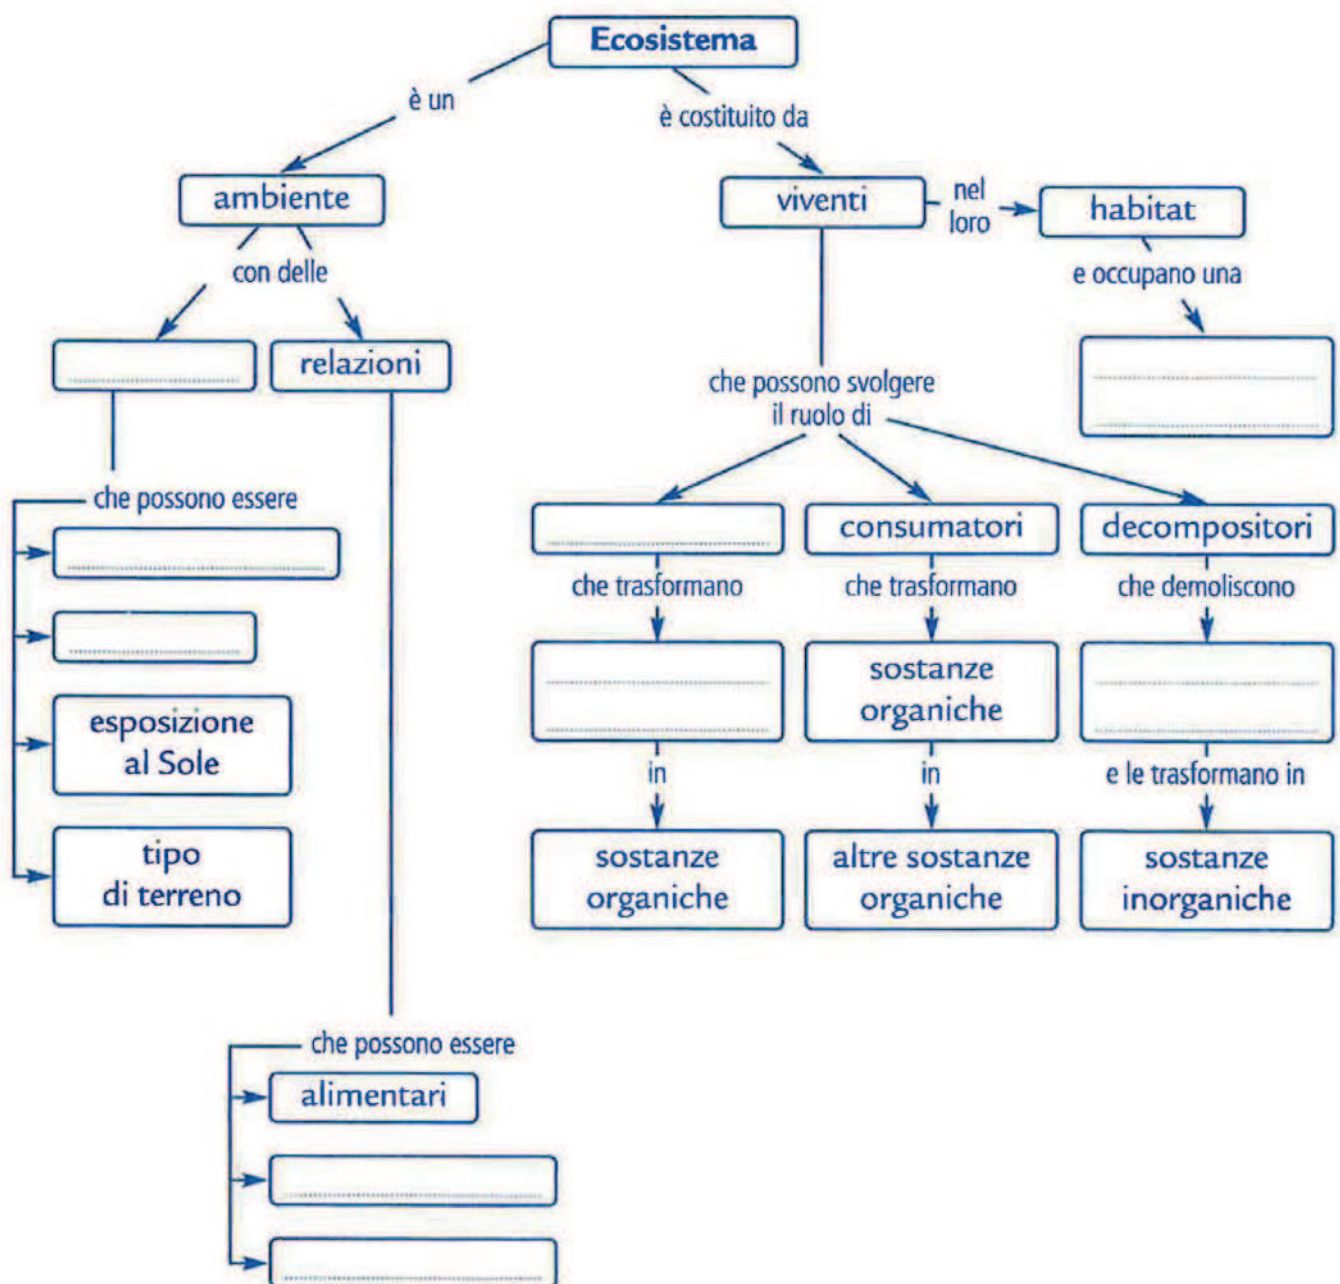 Ecosistema
è un
è costituito da
ambiente
viventi
nel
loro
habitat
con delle
e occupano una
relazioni
che possono svolgere
il ruolo di
che possono essere
consumatori
decompositori
che trasformano
che trasformano
che demoliscono
sostanze
organiche
esposizione
al Sole
in
in
e le trasformano in
tipo
di terreno
sostanze
organiche
altre sostanze
organiche
sostanze
inorganiche
che possono essere
alimentari